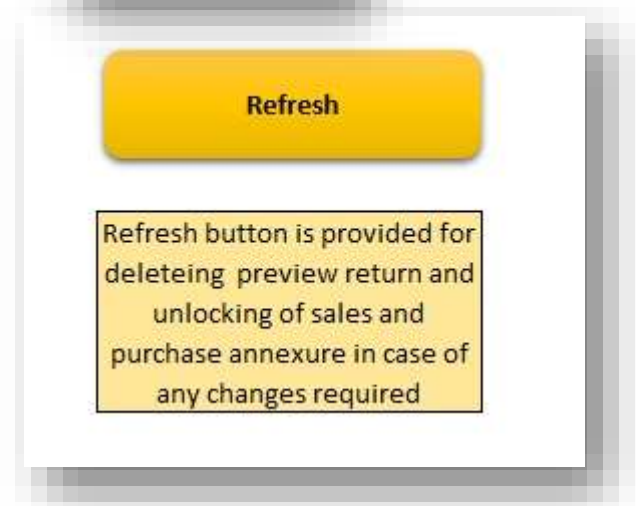 Refresh
Refresh button is provided for
deleteing preview return and
unlocking of sales and
purchase annexure in case of
any changes required